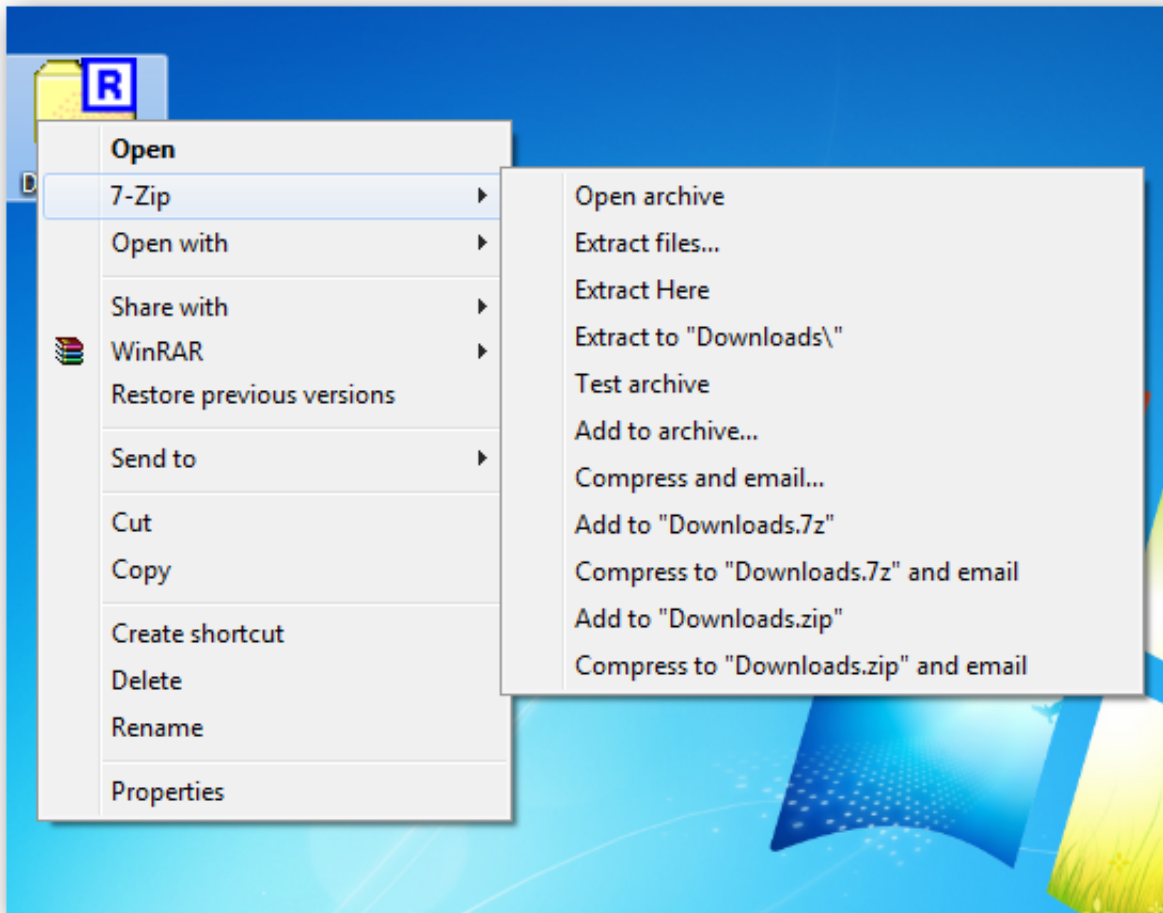 R
D
Open
7-Zip
Open with
Share with
WinRAR
Restore previous versions
Send to
Cut
Copy
Create shortcut
Delete
Rename
Properties
Open archive
Extract files...
Extract Here
Extract to "Downloads\"
Test archive
Add to archive...
Compress and email...
Add to "Downloads.7z"
Compress to "Downloads.7z" and email
Add to "Downloads.zip"
Compress to "Downloads.zip" and email